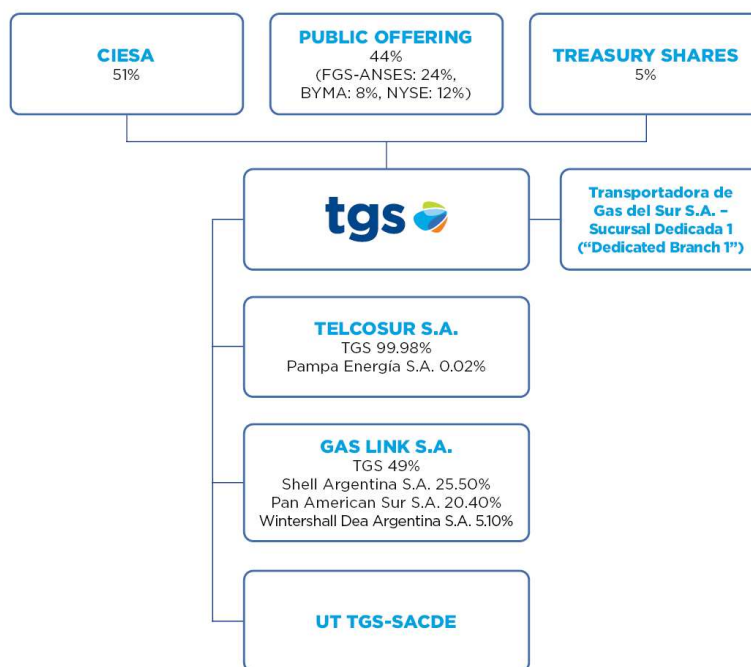 CIESA
51%
PUBLIC OFFERING
44%
(FGS-ANSES: 24%,
BYMA: 8%, NYSE: 12%)
TREASURY SHARES
5%
tgs
Transportadora de
Gas del Sur S.A. –
Sucursal Dedicada 1
(“Dedicated Branch 1”)
TELCOSUR S.A.
TGS 99.98%
Pampa Energía S.A. 0.02%
GAS LINK S.A.
TGS 49%
Shell Argentina S.A. 25.50%
Pan American Sur S.A. 20.40%
Wintershall Dea Argentina S.A. 5.10%
UT TGS-SACDE